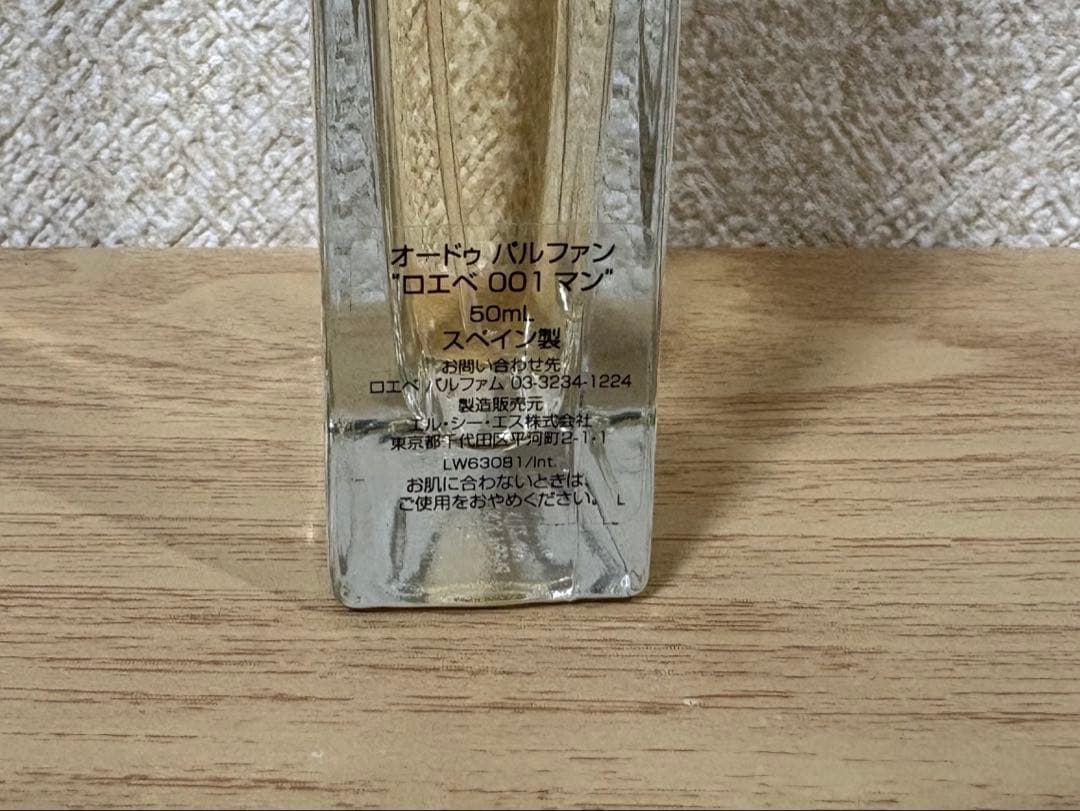 オードゥ パルファン
"ロエベ 001 マン"
50mL
スペイン製
お問い合わせ先
ロエベ パルファム 03-3234-1224
製造販売元
エル・シー・エス株式会社
東京都千代田区平河町2-1-1
LW63081/Int.
お肌に合わないときは、
ご使用をおやめください。 L